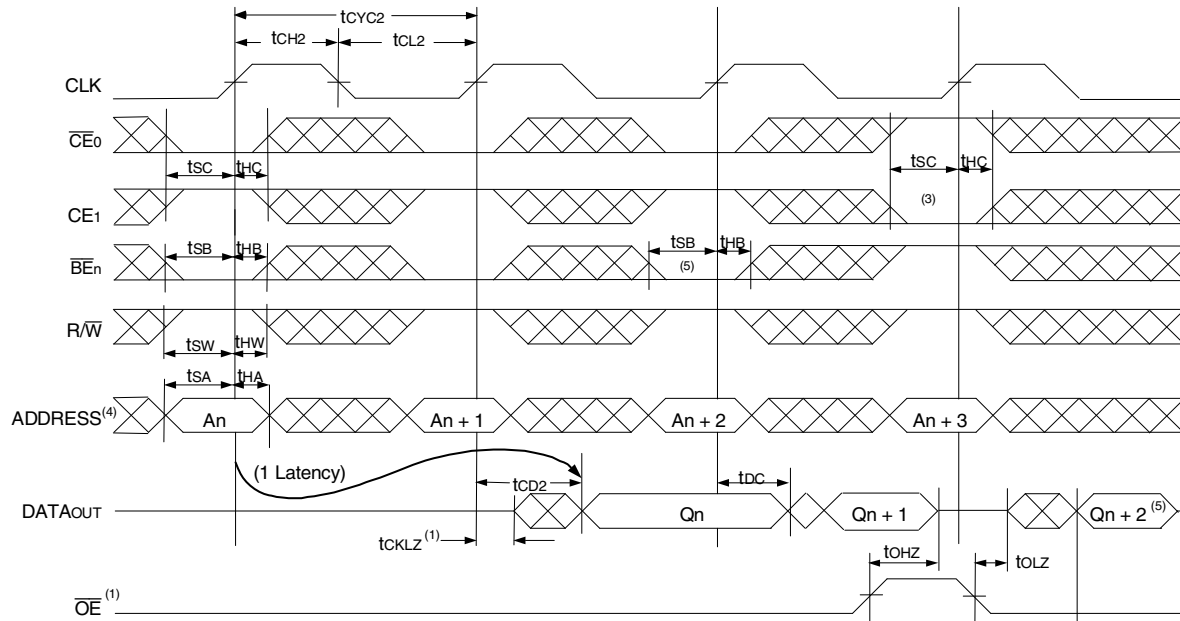 tCYC2
tCH2 tCL2
CLK
CE0
tSC tHC tSC tHC
CE1 (3)
tSB tHB tSB tHB
BEn (5)
R/W
tSW tHW
tSA tHA
ADDRESS(4) An An + 1 An + 2 An + 3
(1 Latency) tCD2 tDC
DATAOUT Qn Qn + 1 Qn + 2 (5)
tCKLZ (1) tOHZ tOLZ
OE (1)